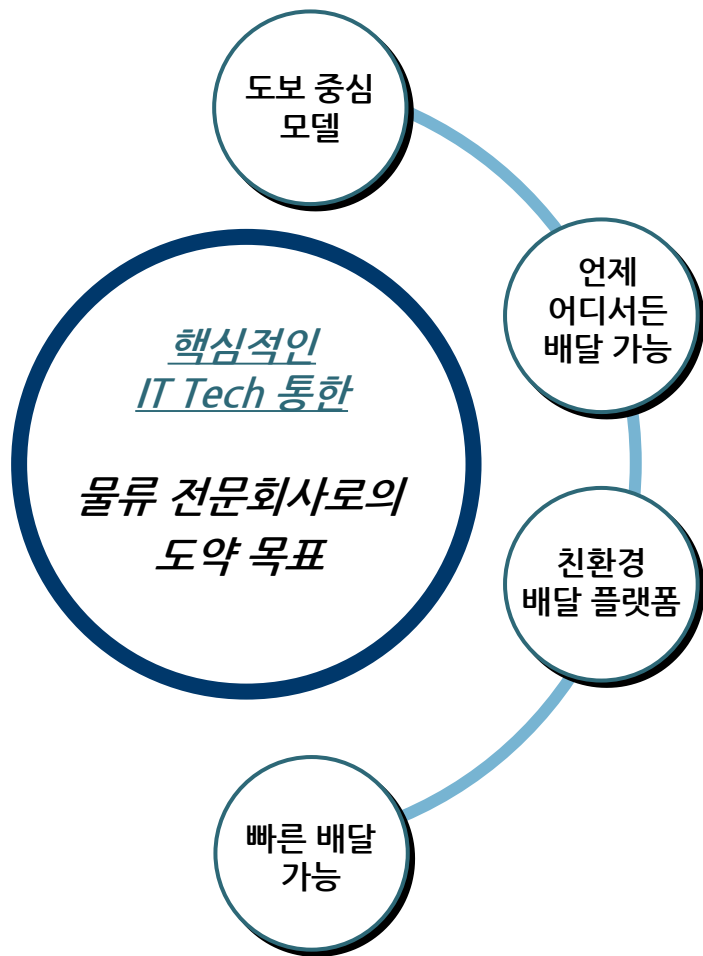 도보 중심
모델
언제
어디서든
배달 가능
핵심적인
IT Tech 통한
물류 전문회사로의
도약 목표
친환경
배달 플랫폼
빠른 배달
가능